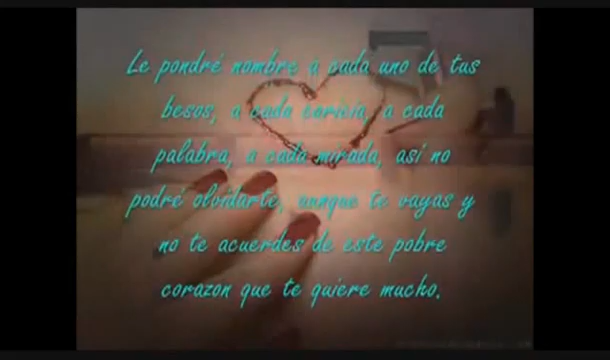 Le pondré nombre a cada uno de tus
besos, a cada caricia, a cada
palabra, a cada mirada, así no
podré olvidarte, aunque te vayas y
no te acuerdes de este pobre
corazon que te quiere mucho.